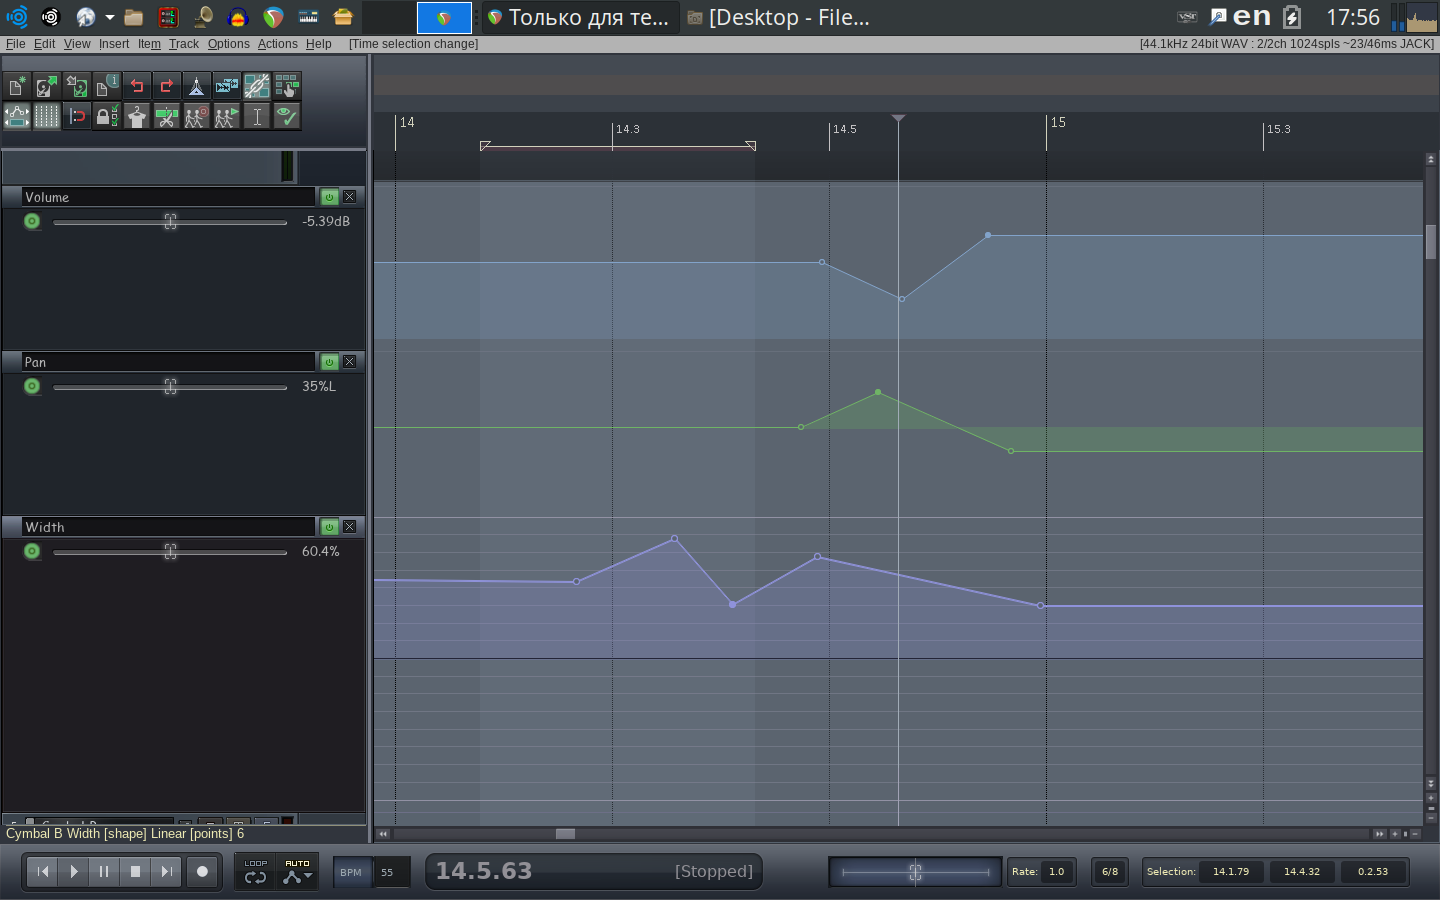 Только для те...
[Desktop - File...
en
17:56
File Edit View Insert Item Track Options Actions Help [Time selection change]
[44.1kHz 24bit WAV : 2/2ch 1024spls ~23/46ms JACK]
14 14.3 14.5 15 15.3
Volume
-5.39dB
Pan
35%L
Width
60.4%
Cymbal B Width [shape] Linear [points] 6
LOOP
AUTO
BPM 55
14.5.63 [Stopped]
Rate: 1.0
6/8
Selection: 14.1.79 14.4.32 0.2.53